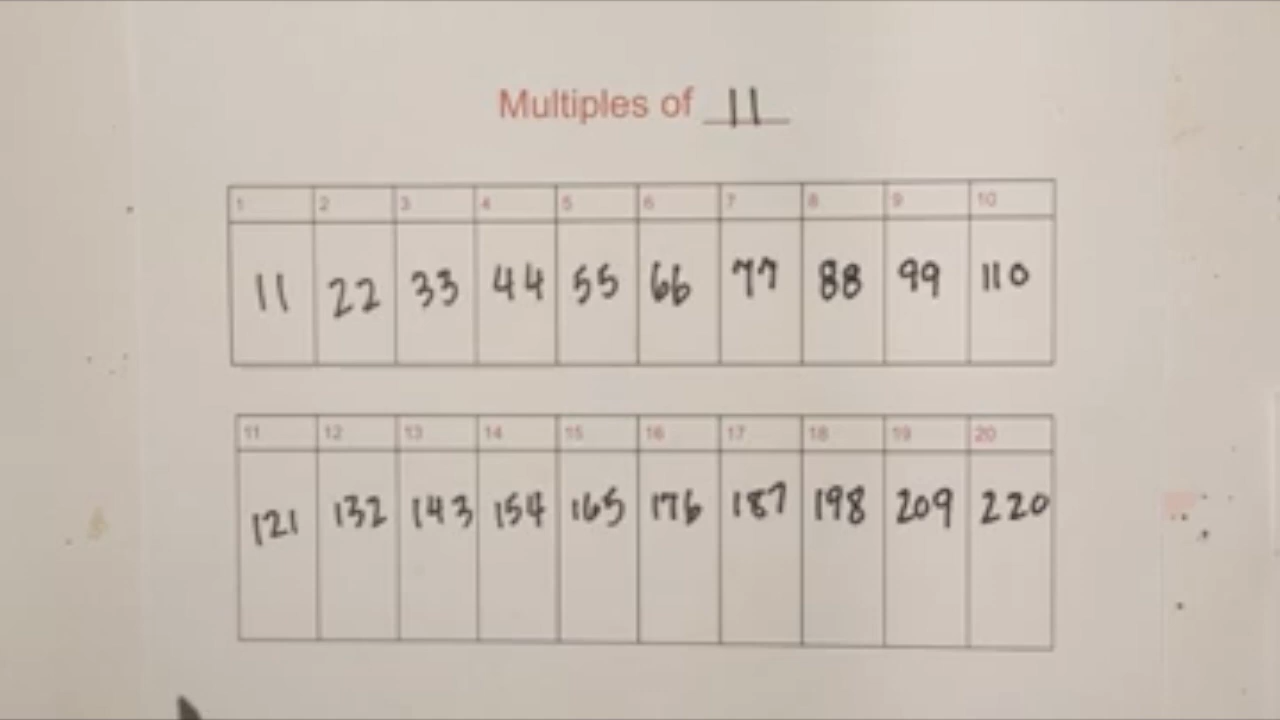 Multiples of 11
1 2 3 4 5 6 7 8 9 10
11 22 33 44 55 66 77 88 99 110
11 12 13 14 15 16 17 18 19 20
121 132 143 154 165 176 187 198 209 220